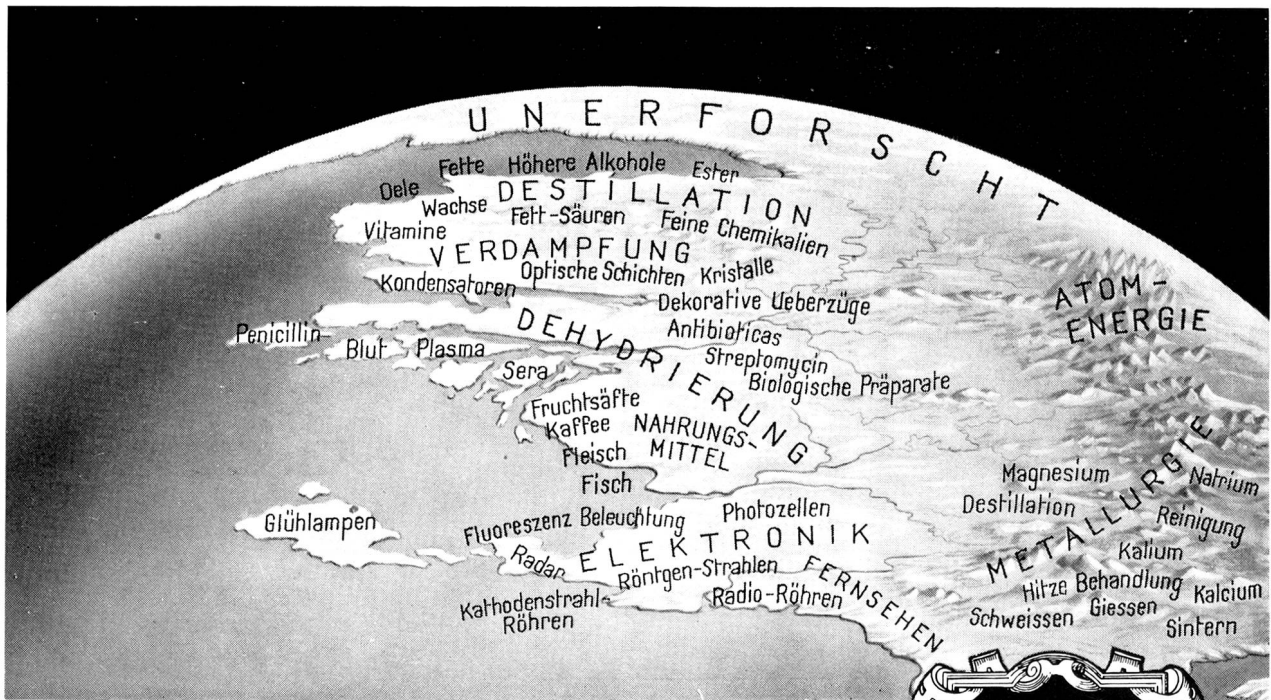 UNERFORSCHT
Fette Höhere Alkohole Ester
Oele DESTILLATION
Wachse Fett-Säuren Feine Chemikalien
Vitamine
VERDAMPFUNG
Optische Schichten Kristalle
Kondensatoren
Dekorative Ueberzüge
ATOM-
ENERGIE
Penicillin- DEHYDRIERUNG Antibioticas
Blut Plasma Streptomycin
Sera Biologische Präparate
Fruchtsäfte
Kaffee NAHRUNGS-
Fleisch MITTEL
Fisch
METALLURGIE
Magnesium Natrium
Destillation Reinigung
Kalium
Hitze Behandlung Kalcium
Schweissen Giessen
Sintern
Glühlampen
Fluoreszenz Beleuchtung Photozellen
ELEKTRONIK
Radar Röntgen-Strahlen FERNSEHEN
Kathodenstrahl- Radio-Röhren
Röhren